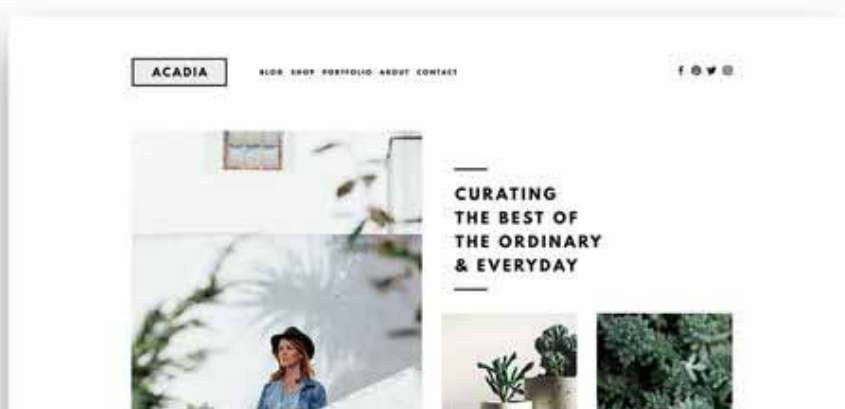 ACADIA
BLOG SHOP PORTFOLIO ABOUT CONTACT
CURATING
THE BEST OF
THE ORDINARY
& EVERYDAY